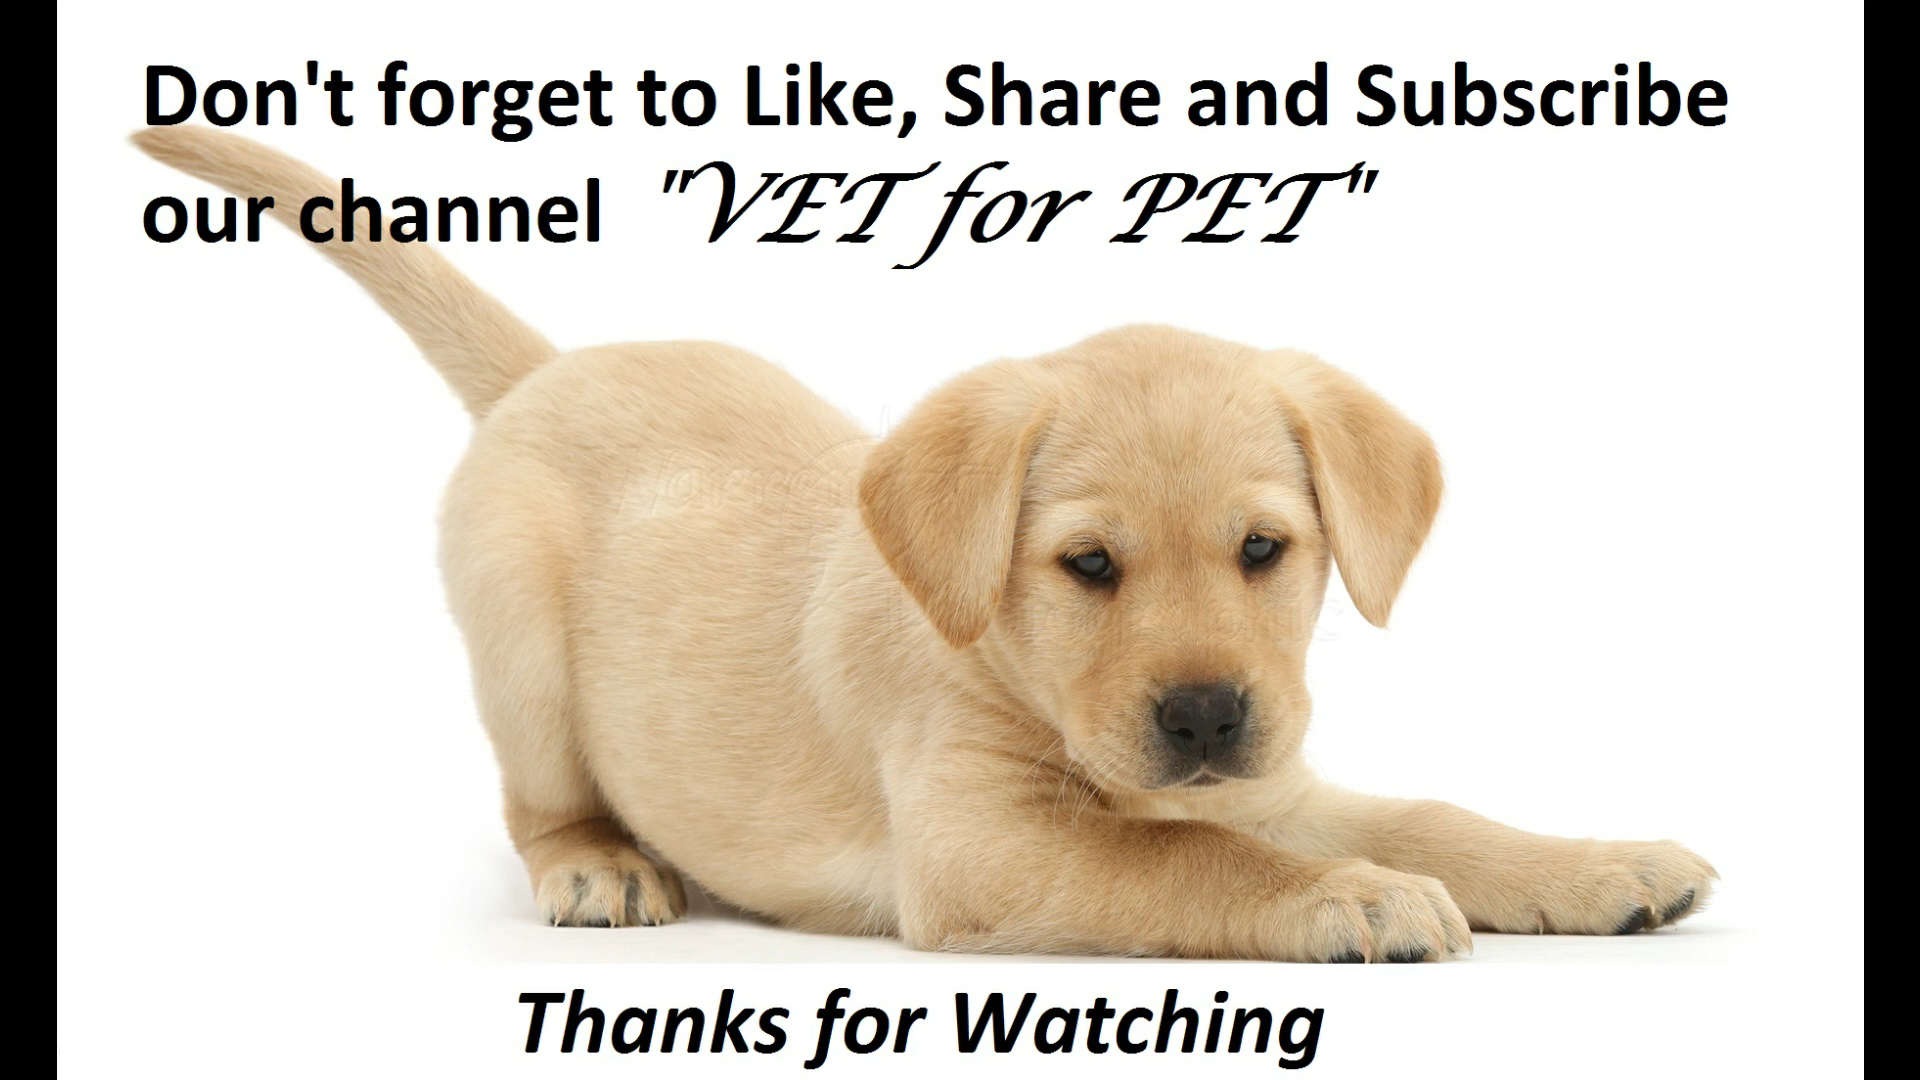 Don't forget to Like, Share and Subscribe
our channel "VET for PET"
Thanks for Watching